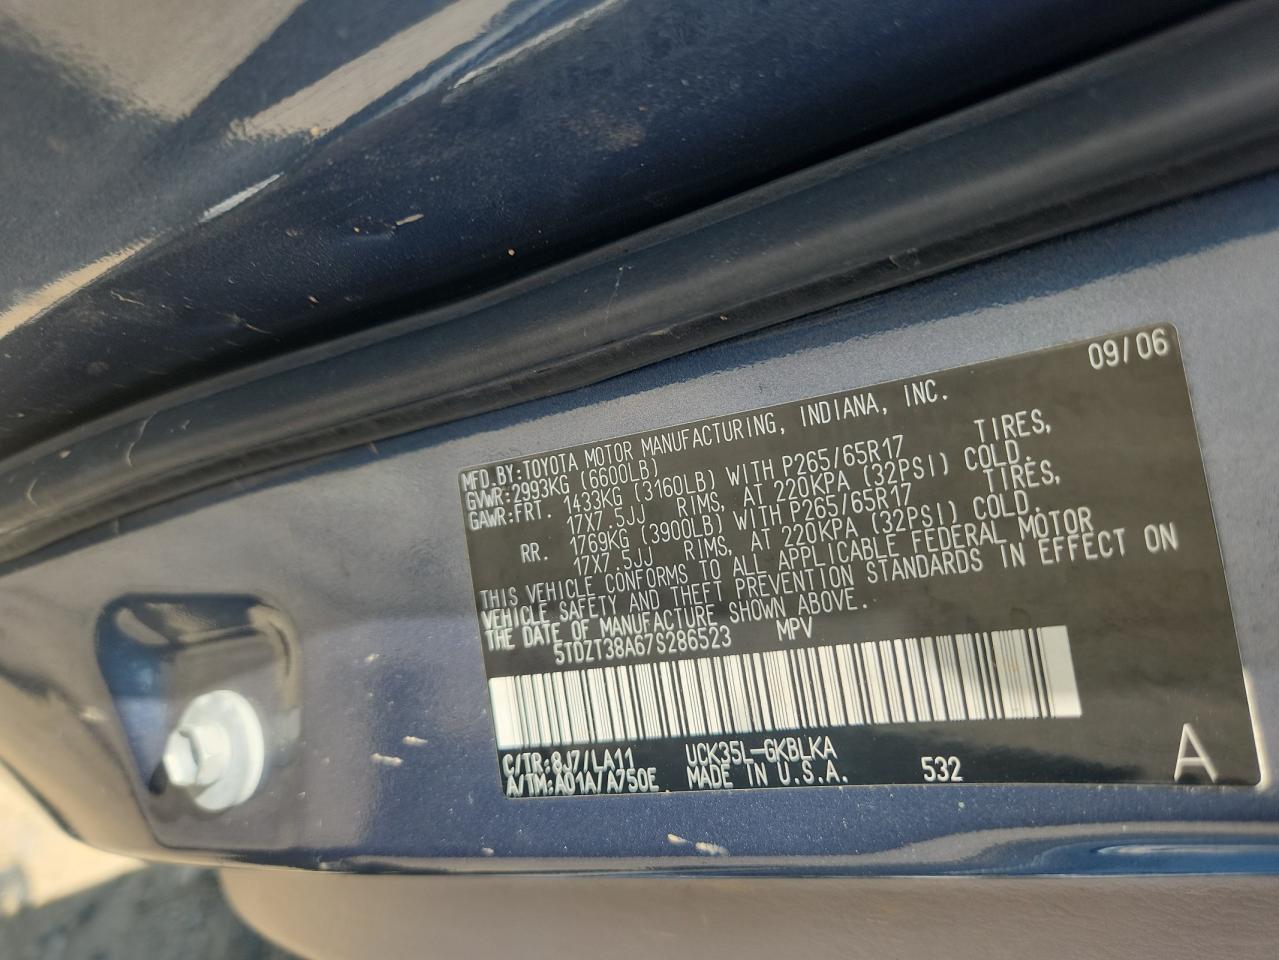 09/06
MFD.BY:TOYOTA MOTOR MANUFACTURING, INDIANA, INC.
GVWR:2993KG (6600LB)
GAWR:FRT. 1433KG (3160LB) WITH P265/65R17 TIRES,
17X7.5JJ RIMS, AT 220KPA (32PSI) COLD.
RR. 1769KG (3900LB) WITH P265/65R17 TIRES,
17X7.5JJ RIMS, AT 220KPA (32PSI) COLD.
THIS VEHICLE CONFORMS TO ALL APPLICABLE FEDERAL MOTOR
VEHICLE SAFETY AND THEFT PREVENTION STANDARDS IN EFFECT ON
THE DATE OF MANUFACTURE SHOWN ABOVE.
5TDZT38A67S286523 MPV
C/TR:8J7/LA11 UCK35L-GKBLKA
A/TM:A01A/A750E MADE IN U.S.A. 532 A